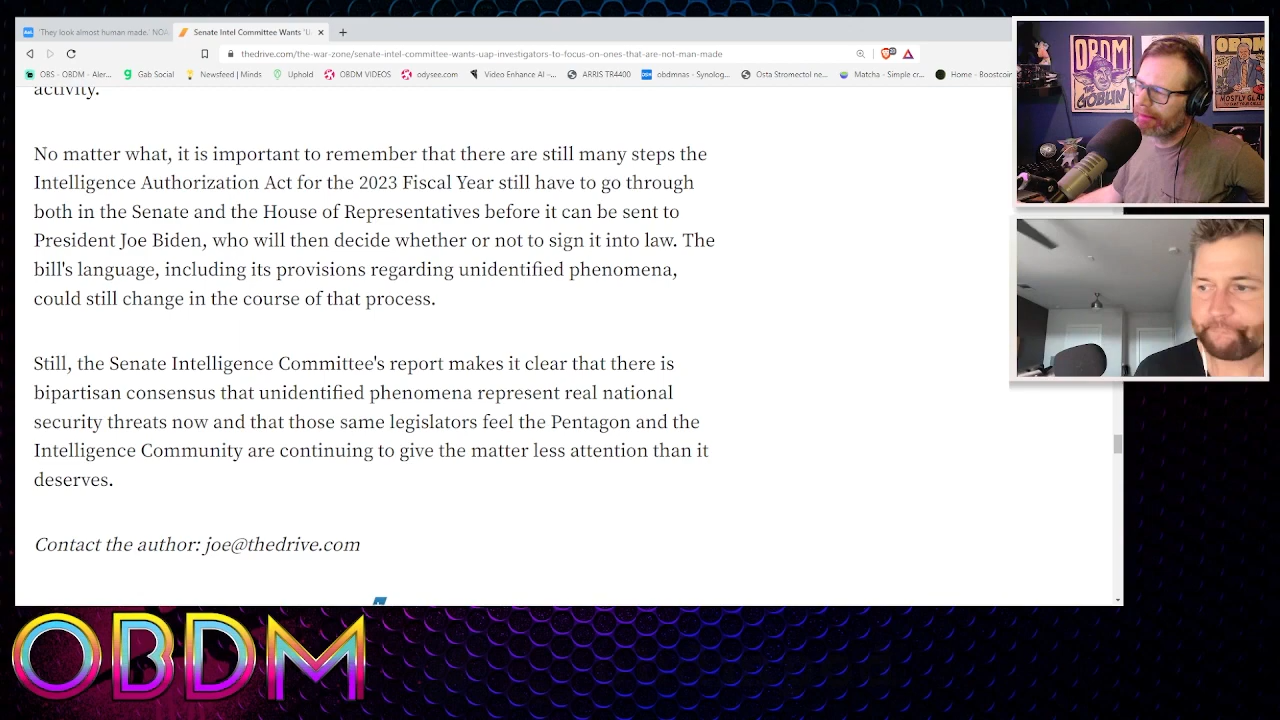 'They look almost human made.' NOA
Senate Intel Committee Wants 'U
thedrive.com/the-war-zone/senate-intel-committee-wants-uap-investigators-to-focus-on-ones-that-are-not-man-made
OBS - OBDM - Aler...
Gab Social
Newsfeed | Minds
Uphold
OBDM VIDEOS
odysee.com
Video Enhance AI -...
ARRIS TR4400
obdmnas - Synolog...
Osta Stromectol ne...
Matcha - Simple cr...
Home - Boostcoin
activity.
No matter what, it is important to remember that there are still many steps the
Intelligence Authorization Act for the 2023 Fiscal Year still have to go through
both in the Senate and the House of Representatives before it can be sent to
President Joe Biden, who will then decide whether or not to sign it into law. The
bill's language, including its provisions regarding unidentified phenomena,
could still change in the course of that process.
Still, the Senate Intelligence Committee's report makes it clear that there is
bipartisan consensus that unidentified phenomena represent real national
security threats now and that those same legislators feel the Pentagon and the
Intelligence Community are continuing to give the matter less attention than it
deserves.
Contact the author: joe@thedrive.com
OBDM
THE GOBLIN
OBDM
MOSTLY GLAD
OBDM